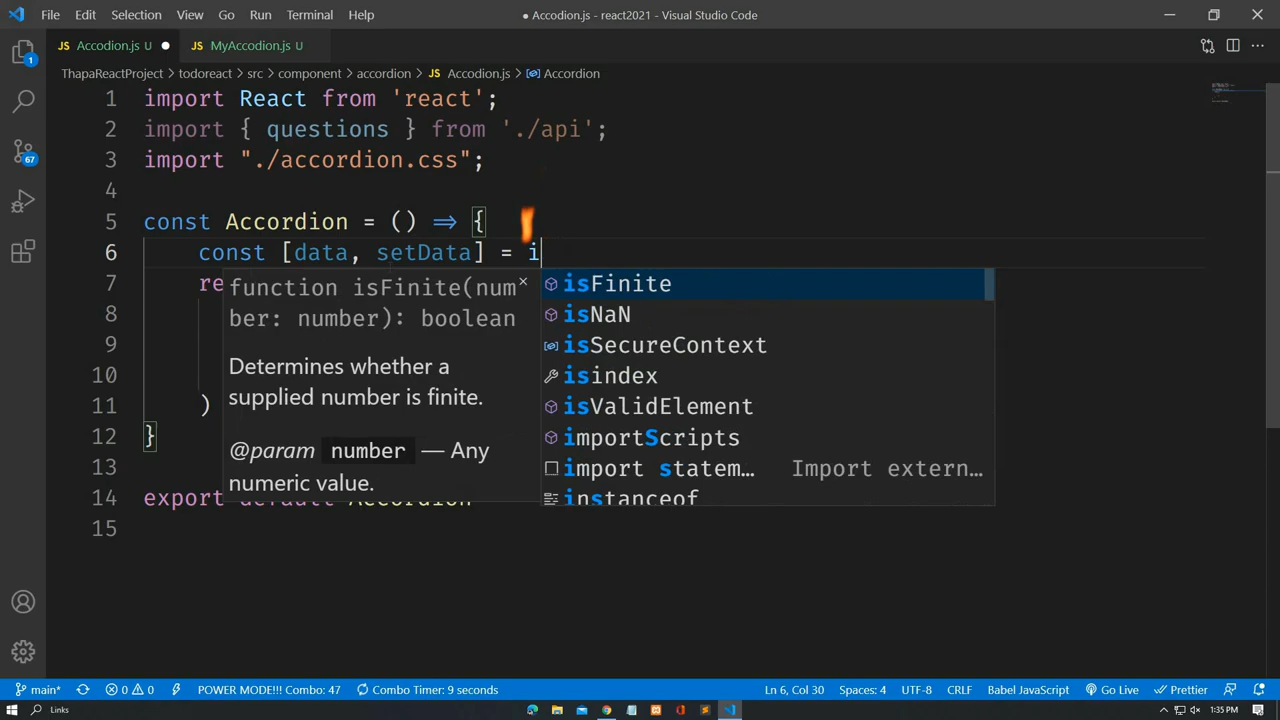 File Edit Selection View Go Run Terminal Help
● Accodion.js - react2021 - Visual Studio Code
JS Accodion.js U ●
JS MyAccodion.js U
ThapaReactProject > todoreact > src > component > accordion > JS Accodion.js > Accordion
1 import React from 'react';
2 import { questions } from './api';
3 import "./accordion.css";
4
5 const Accordion = () => {
6 const [data, setData] = i
7 re
8
9
10
11 )
12 }
13
14 export default Accordion
15
function isFinite(num
ber: number): boolean
Determines whether a
supplied number is finite.
@param number — Any
numeric value.
isFinite
isNaN
isSecureContext
isindex
isValidElement
importScripts
import statem… Import extern…
instanceof
1
67
main* 0 0 POWER MODE!!! Combo: 47 Combo Timer: 9 seconds Ln 6, Col 30 Spaces: 4 UTF-8 CRLF Babel JavaScript Go Live Prettier
Links 1:35 PM